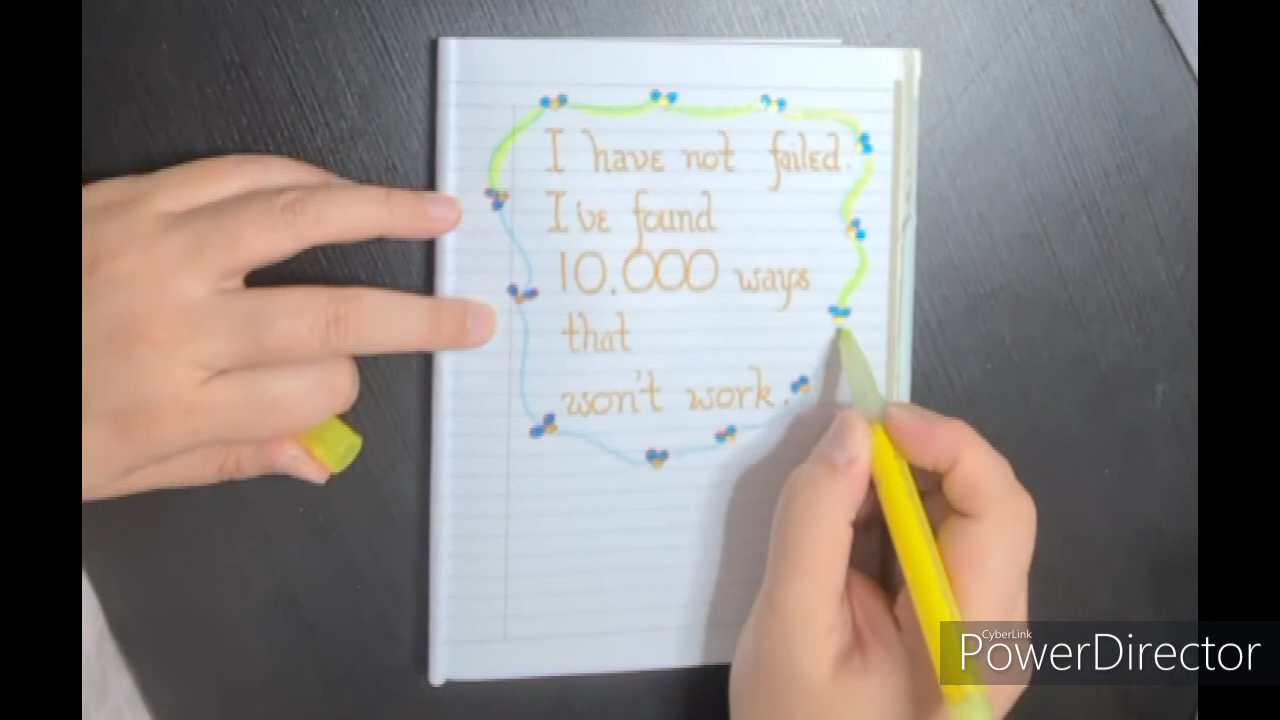 I have not failed.
I've found
10.000 ways
that
won't work.
CyberLink
PowerDirector